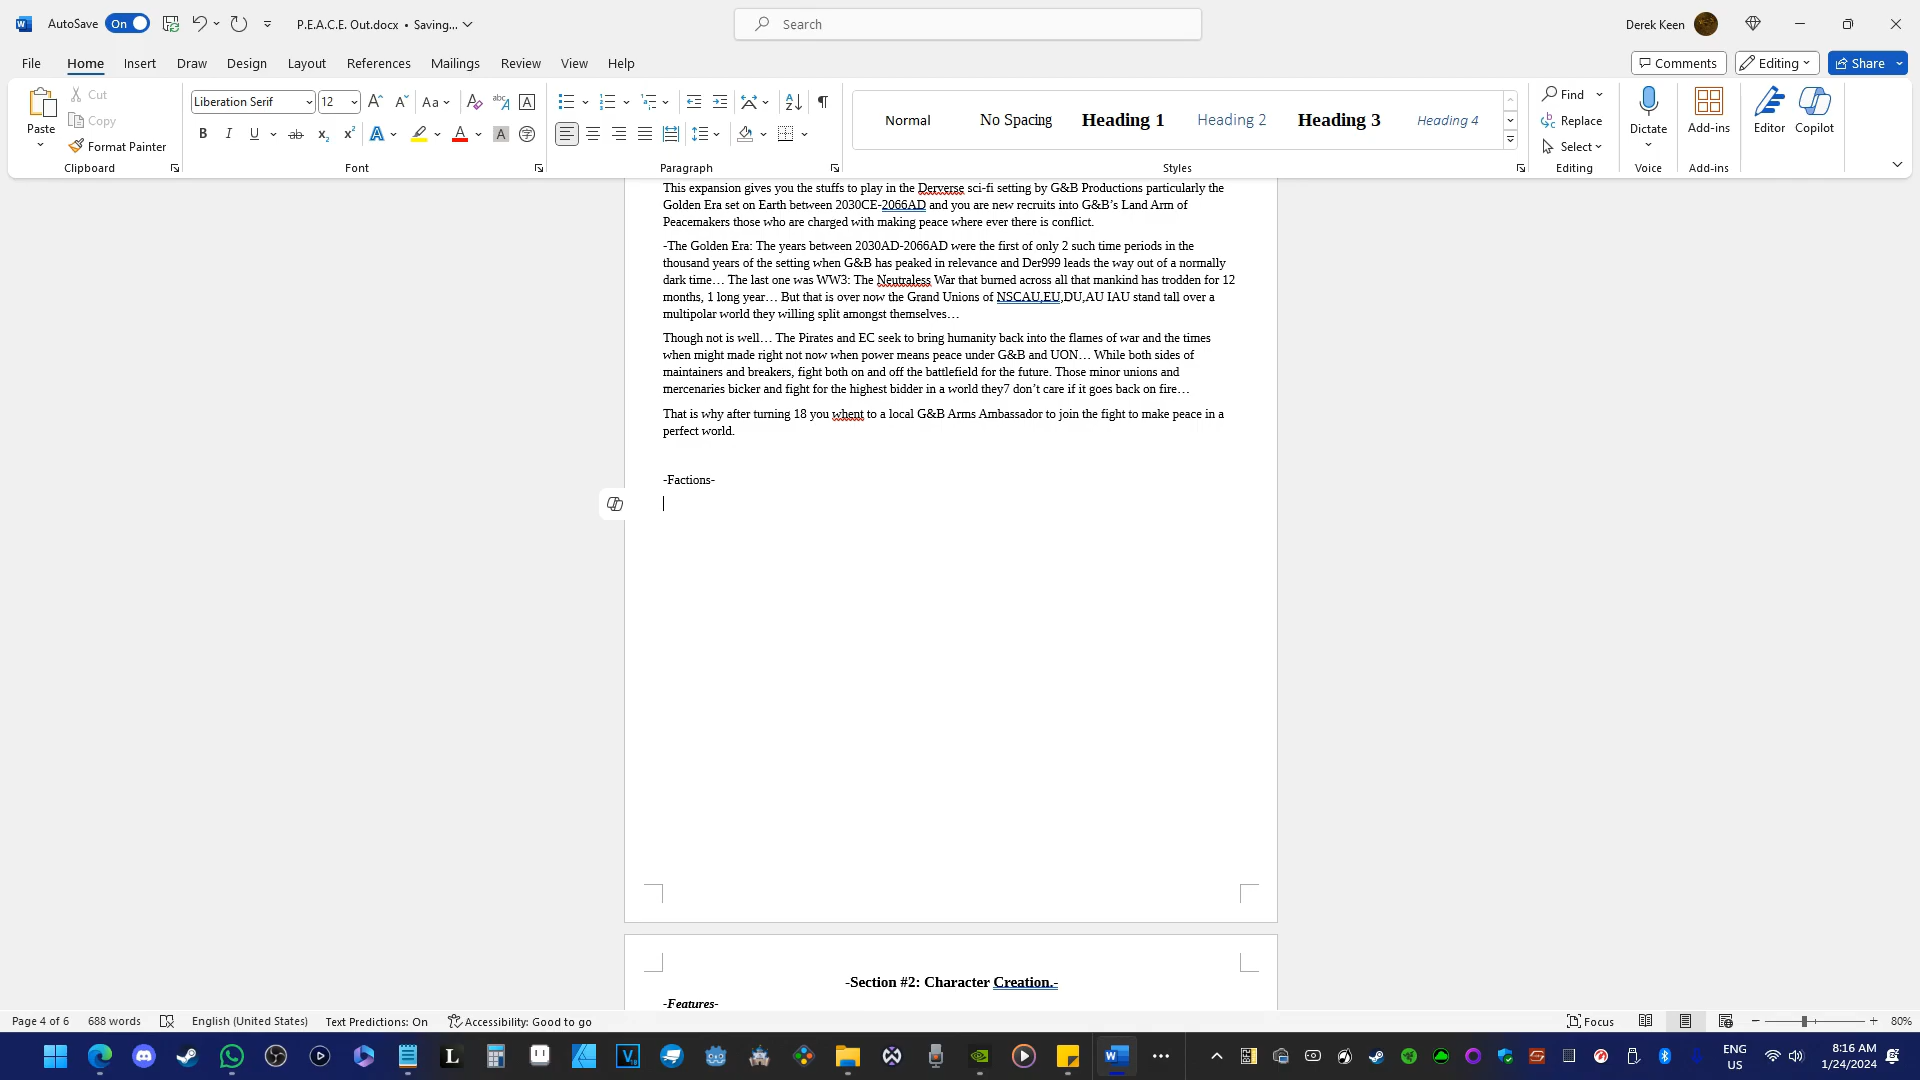 AutoSave On P.E.A.C.E. Out.docx • Saving... Search Derek Keen
File Home Insert Draw Design Layout References Mailings Review View Help Comments Editing Share
Paste Cut Copy Format Painter
Liberation Serif 12
Normal No Spacing Heading 1 Heading 2 Heading 3 Heading 4
Find Replace Select Dictate Add-ins Editor Copilot
Clipboard Font Paragraph Styles Editing Voice Add-ins
This expansion gives you the stuffs to play in the Derverse sci-fi setting by G&B Productions particularly the
Golden Era set on Earth between 2030CE-2066AD and you are new recruits into G&B’s Land Arm of
Peacemakers those who are charged with making peace where ever there is conflict.
-The Golden Era: The years between 2030AD-2066AD were the first of only 2 such time periods in the
thousand years of the setting when G&B has peaked in relevance and Der999 leads the way out of a normally
dark time… The last one was WW3: The Neutraless War that burned across all that mankind has trodden for 12
months, 1 long year… But that is over now the Grand Unions of NSCAU,EU,DU,AU IAU stand tall over a
multipolar world they willing split amongst themselves…
Though not is well… The Pirates and EC seek to bring humanity back into the flames of war and the times
when might made right not now when power means peace under G&B and UON… While both sides of
maintainers and breakers, fight both on and off the battlefield for the future. Those minor unions and
mercenaries bicker and fight for the highest bidder in a world they7 don’t care if it goes back on fire…
That is why after turning 18 you whent to a local G&B Arms Ambassador to join the fight to make peace in a
perfect world.
-Factions-
-Section #2: Character Creation.-
-Features-
Page 4 of 6 688 words English (United States) Text Predictions: On Accessibility: Good to go Focus 80%
ENG US 8:16 AM 1/24/2024